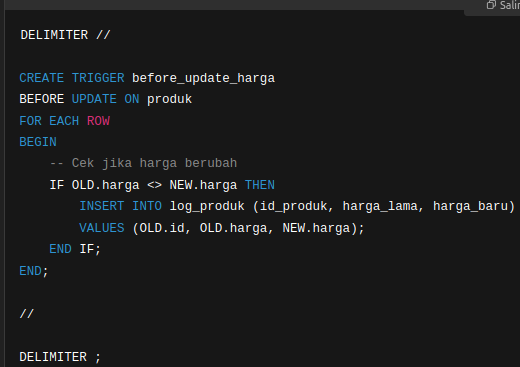 Salin
DELIMITER //
CREATE TRIGGER before_update_harga
BEFORE UPDATE ON produk
FOR EACH ROW
BEGIN
    -- Cek jika harga berubah
    IF OLD.harga <> NEW.harga THEN
        INSERT INTO log_produk (id_produk, harga_lama, harga_baru)
        VALUES (OLD.id, OLD.harga, NEW.harga);
    END IF;
END;
//
DELIMITER ;